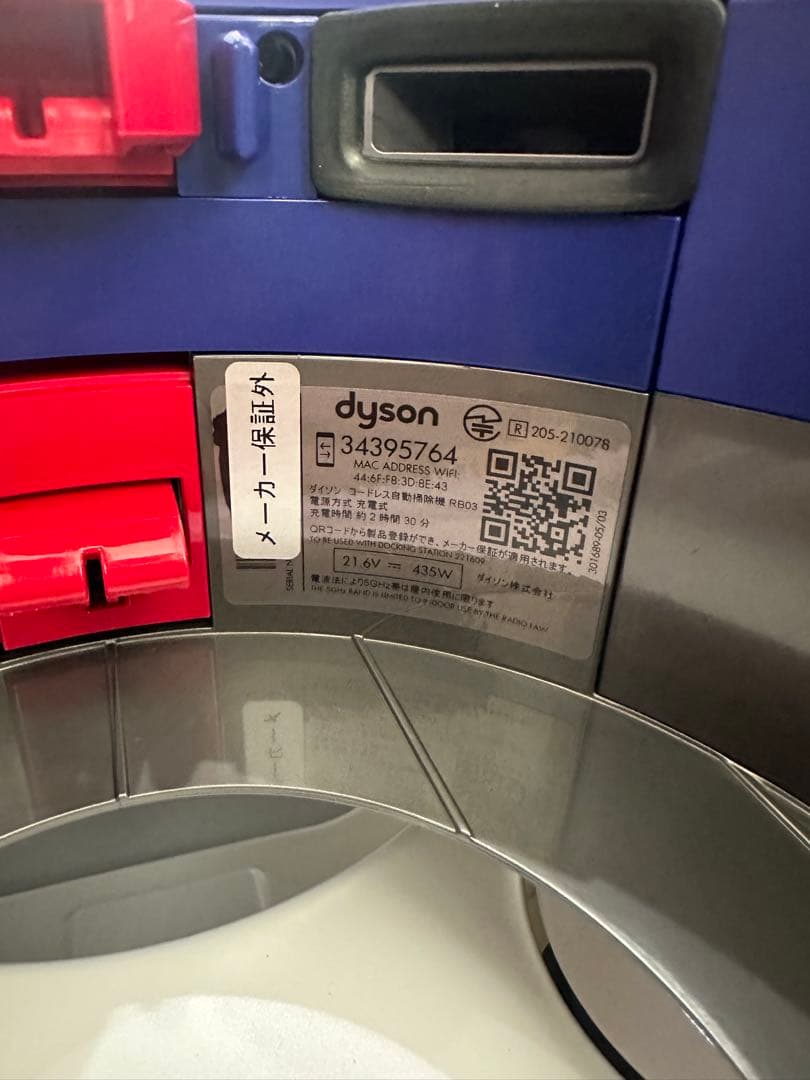 メーカー保証外
dyson
R 205-210078
34395764
MAC ADDRESS WiFi:
44:6F:F8:3D:8E:43
ダイソン コードレス自動掃除機 RB03
電源方式 充電式
充電時間 約2時間30分
QRコードから製品登録ができ、メーカー保証が適用されます。
TO BE USED WITH DOCKING STATION 221609
21.6V ⎓ 435W
ダイソン株式会社
電波法により5GHz帯は屋内使用に限ります
THE 5GHz BAND IS LIMITED TO INDOOR USE BY THE RADIO LAW
SERIAL N
301689-05/03